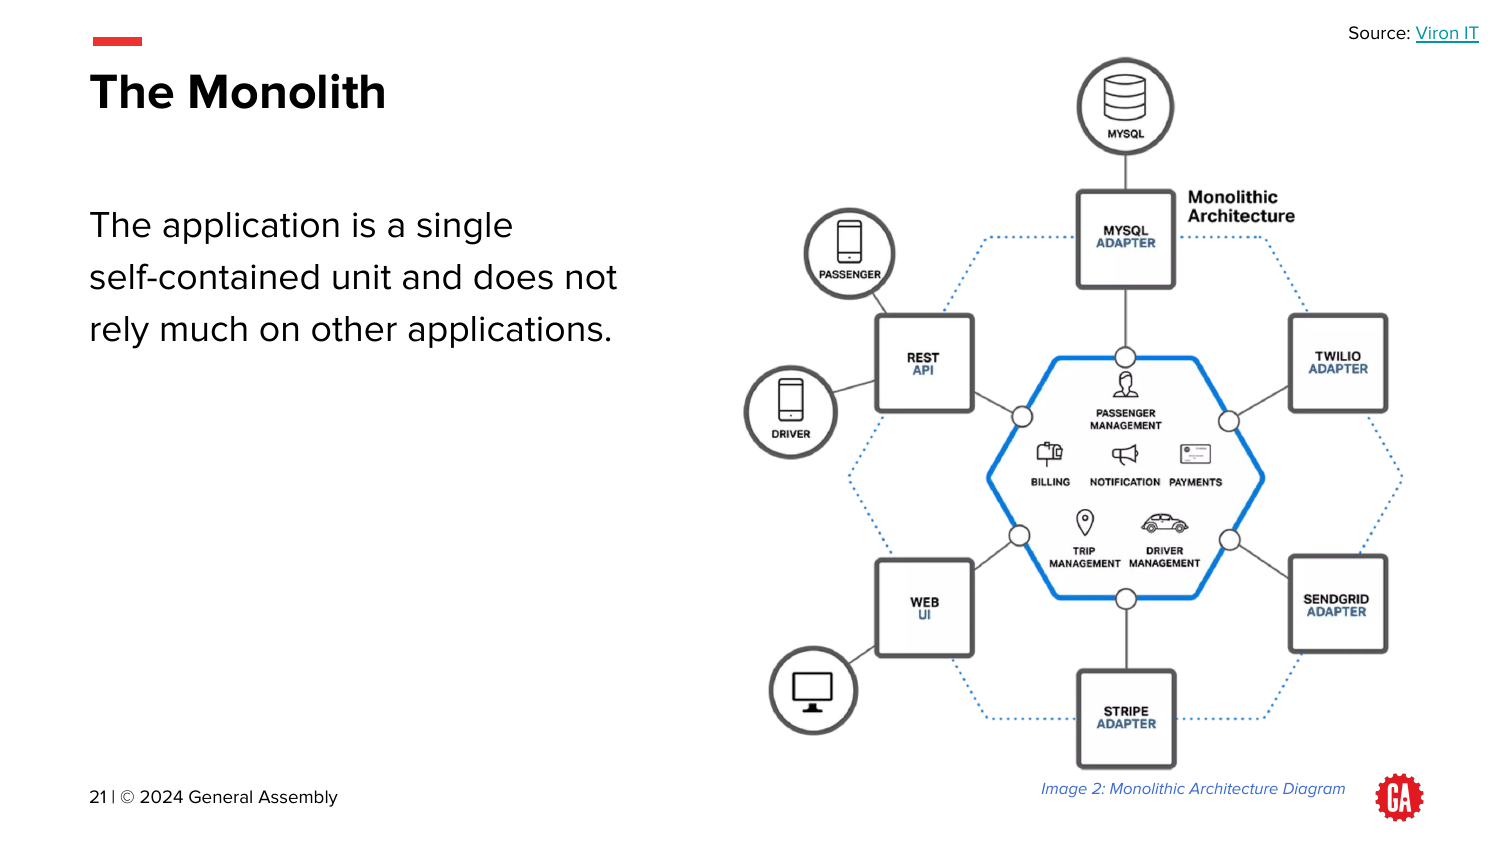 Source: Viron IT
The Monolith
The application is a single
self-contained unit and does not
rely much on other applications.
MYSQL
Monolithic
Architecture
MYSQL
ADAPTER
PASSENGER
REST
API
TWILIO
ADAPTER
DRIVER
PASSENGER
MANAGEMENT
BILLING
NOTIFICATION
PAYMENTS
TRIP
MANAGEMENT
DRIVER
MANAGEMENT
WEB
UI
SENDGRID
ADAPTER
STRIPE
ADAPTER
Image 2: Monolithic Architecture Diagram
21 | © 2024 General Assembly
GA